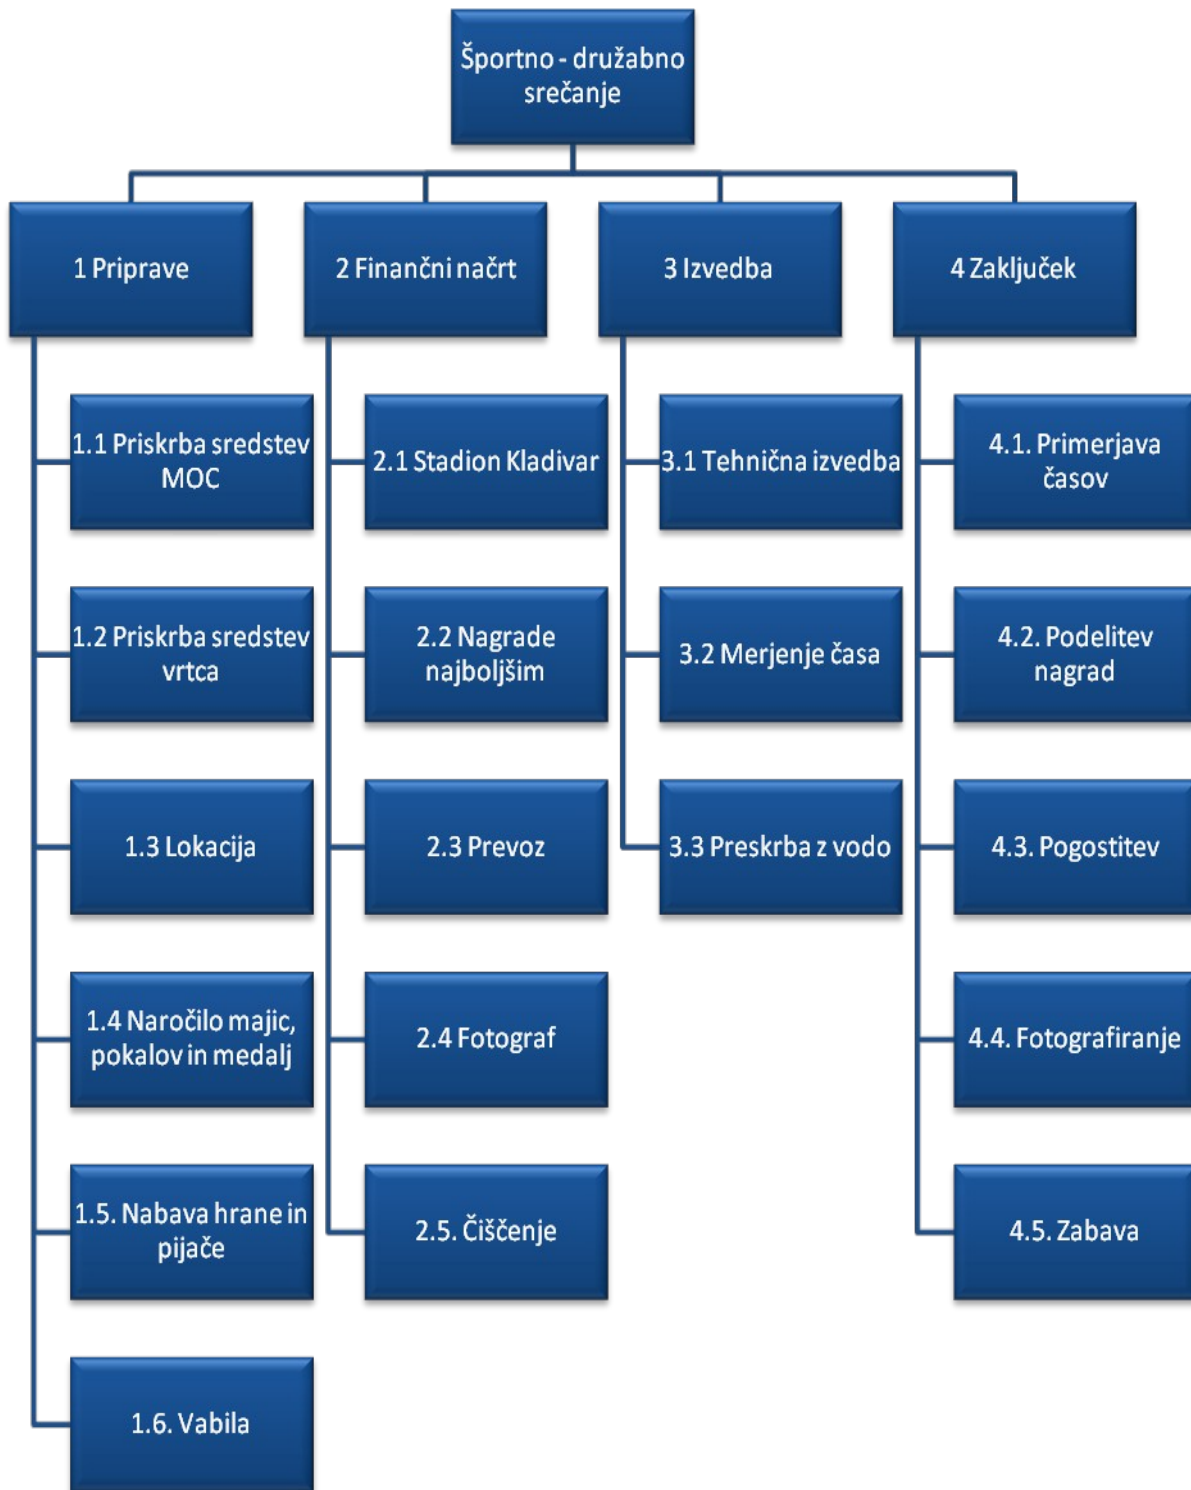 Športno - družabno
srečanje
1 Priprave
2 Finančni načrt
3 Izvedba
4 Zaključek
1.1 Priskrba sredstev
MOC
1.2 Priskrba sredstev
vrtca
1.3 Lokacija
1.4 Naročilo majic,
pokalov in medalj
1.5. Nabava hrane in
pijače
1.6. Vabila
2.1 Stadion Kladivar
2.2 Nagrade
najboljšim
2.3 Prevoz
2.4 Fotograf
2.5. Čiščenje
3.1 Tehnična izvedba
3.2 Merjenje časa
3.3 Preskrba z vodo
4.1. Primerjava
časov
4.2. Podelitev
nagrad
4.3. Pogostitev
4.4. Fotografiranje
4.5. Zabava